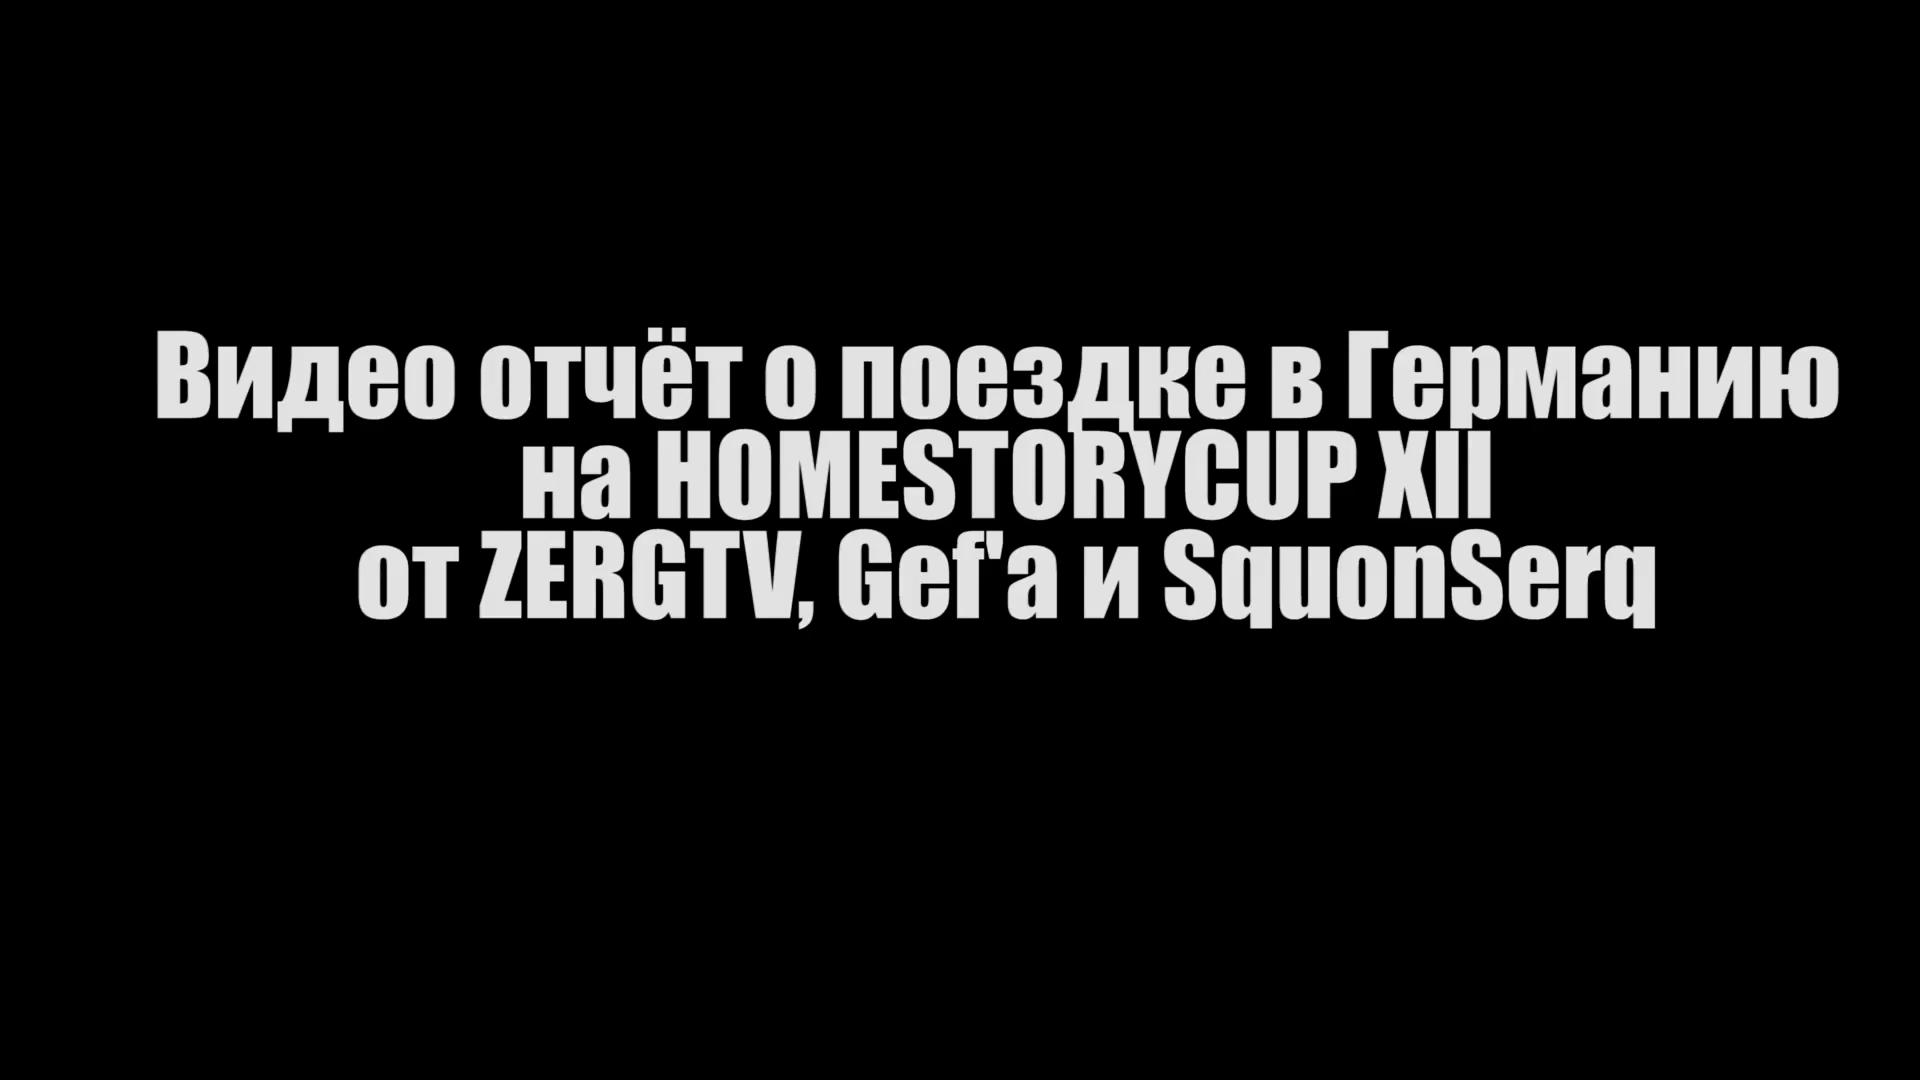 Видео отчёт о поездке в Германию
на HOMESTORYCUP XII
от ZERGTV, Gef'a и SquonSerq